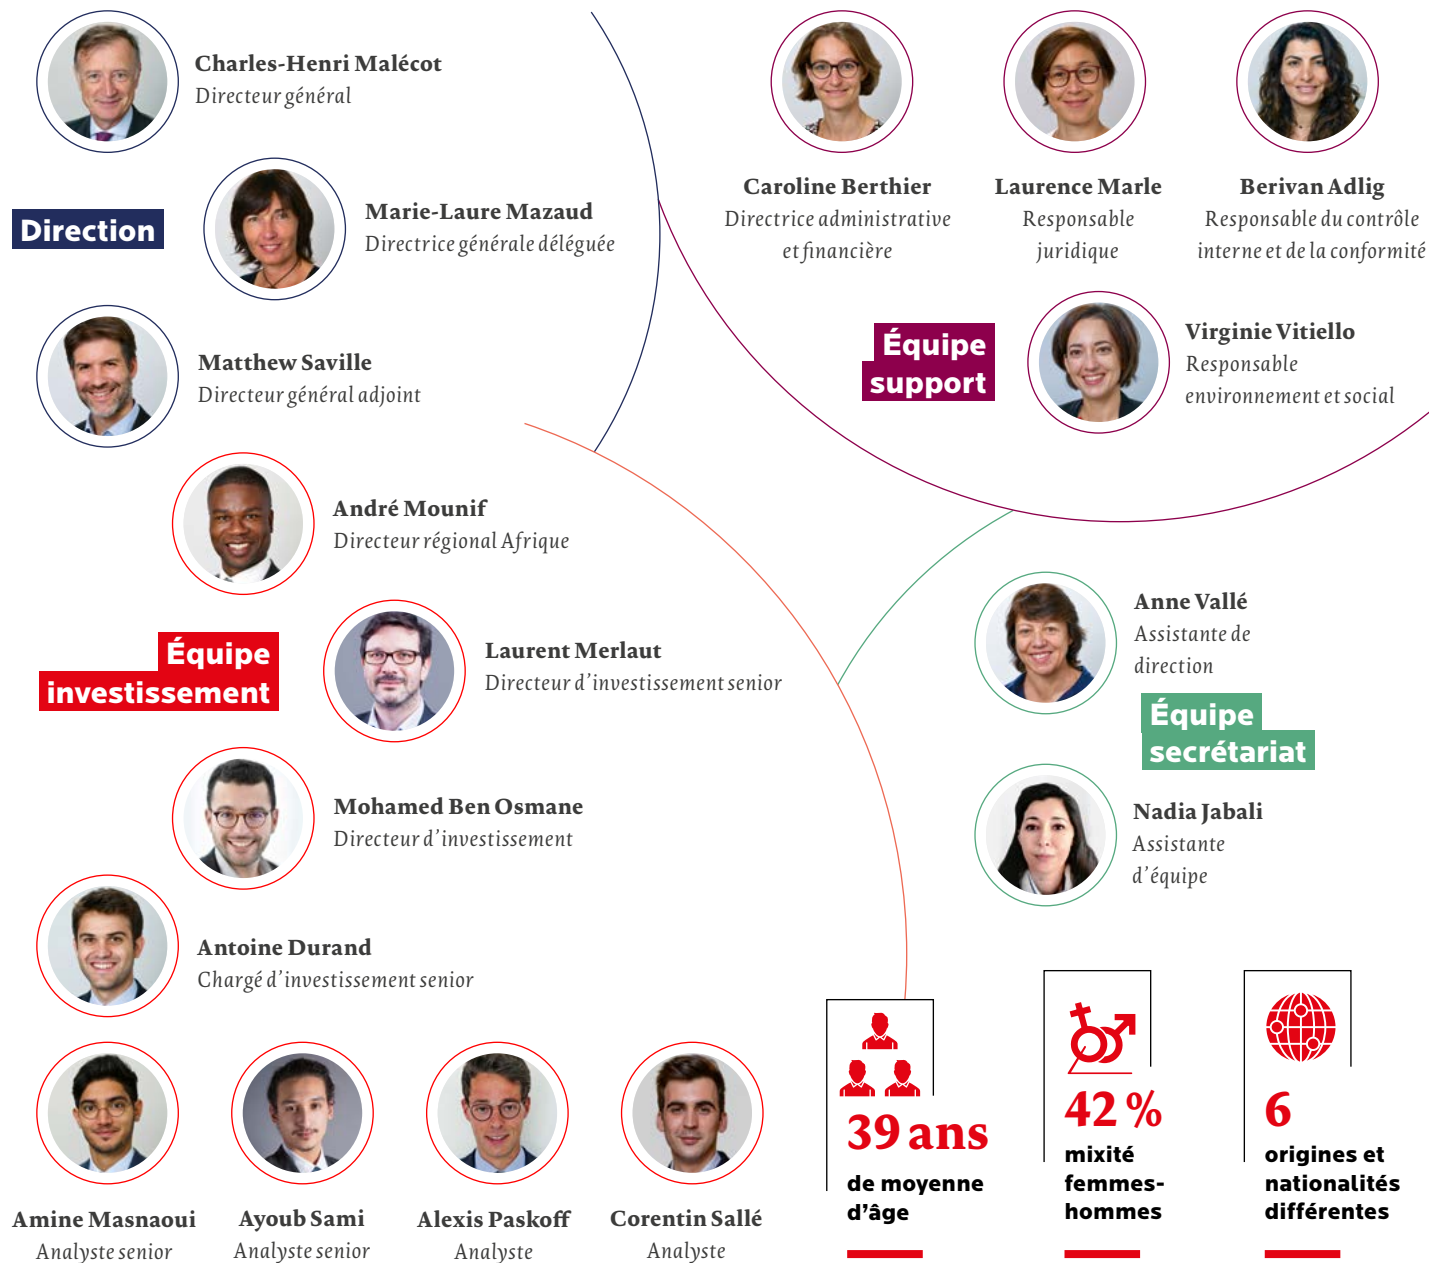 Charles-Henri Malécot
Directeur général
Direction
Marie-Laure Mazaud
Directrice générale déléguée
Matthew Saville
Directeur général adjoint
Caroline Berthier
Directrice administrative
et financière
Laurence Marle
Responsable
juridique
Berivan Adlig
Responsable du contrôle
interne et de la conformité
Équipe
support
Virginie Vitiello
Responsable
environnement et social
André Mounif
Directeur régional Afrique
Équipe
investissement
Laurent Merlaut
Directeur d’investissement senior
Mohamed Ben Osmane
Directeur d’investissement
Antoine Durand
Chargé d’investissement senior
Amine Masnaoui
Analyste senior
Ayoub Sami
Analyste senior
Alexis Paskoff
Analyste
Corentin Sallé
Analyste
Anne Vallé
Assistante de
direction
Équipe
secrétariat
Nadia Jabali
Assistante
d’équipe
39 ans
de moyenne
d’âge
42 %
mixité
femmes-
hommes
6
origines et
nationalités
différentes